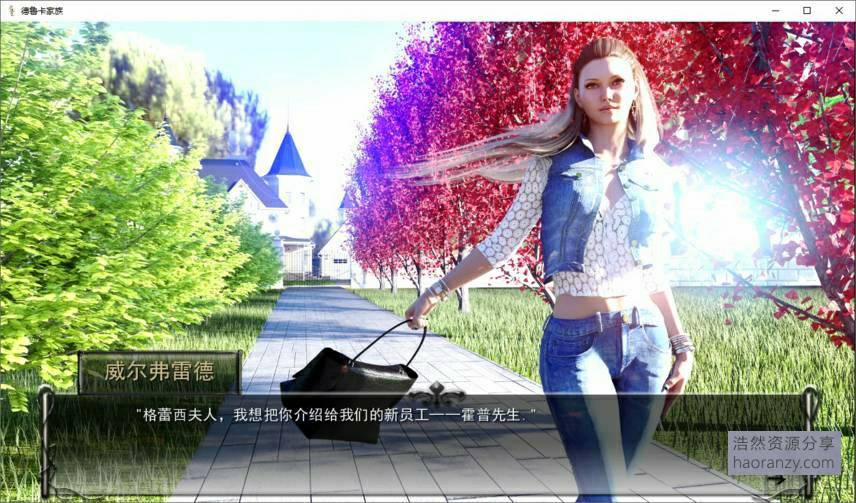 德鲁卡家族
威尔弗雷德
"格蕾西夫人，我想把你介绍给我们的新员工——霍普先生."
浩然资源分享
haoranzy.com